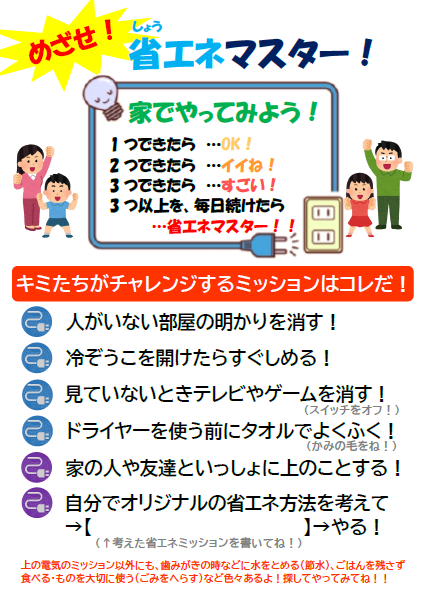 めざせ！
しょう
省エネマスター！
家でやってみよう！
1つできたら …OK！
2つできたら …イイね！
3つできたら …すごい！
3つ以上を、毎日続けたら
…省エネマスター！！
キミたちがチャレンジするミッションはコレだ！
人がいない部屋の明かりを消す！
冷ぞうこを開けたらすぐしめる！
見ていないときテレビやゲームを消す！
（スイッチをオフ！）
ドライヤーを使う前にタオルでよくふく！
（かみの毛をね！）
家の人や友達といっしょに上のことする！
自分でオリジナルの省エネ方法を考えて
→【　　　　　　　　　　】→やる！
（↑考えた省エネミッションを書いてね！）
上の電気のミッション以外にも、歯みがきの時などに水をとめる（節水）、ごはんを残さず
食べる・ものを大切に使う（ごみをへらす）など色々あるよ！探してやってみてね！！